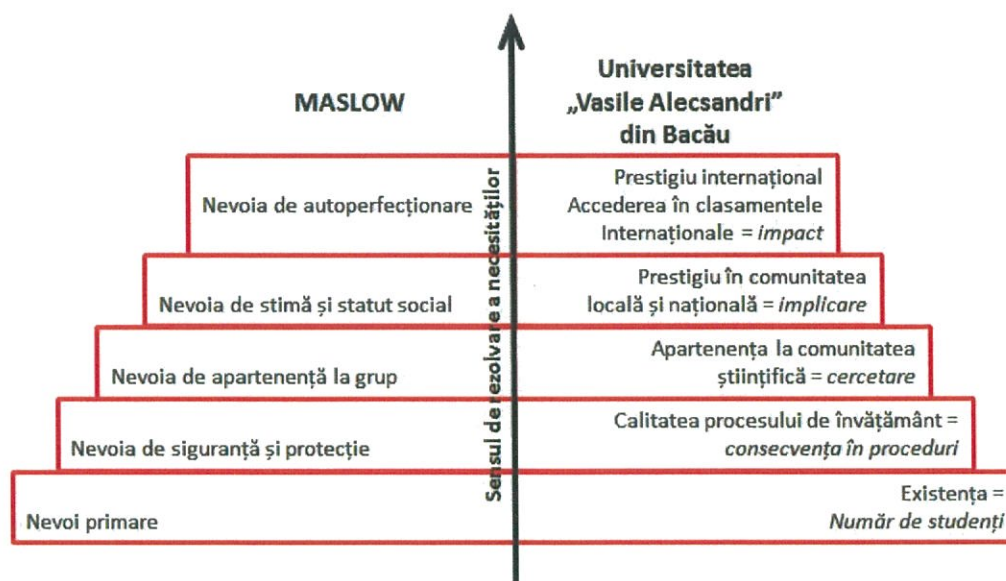 MASLOW
Universitatea
„Vasile Alecsandri”
din Bacău
Sensul de rezolvare a necesităților
Nevoia de autoperfecționare
Prestigiu internațional
Accederea în clasamentele
Internaționale = impact
Nevoia de stimă și statut social
Prestigiu în comunitatea
locală și națională = implicare
Nevoia de apartenență la grup
Apartenența la comunitatea
științifică = cercetare
Nevoia de siguranță și protecție
Calitatea procesului de învățământ =
consecvența în proceduri
Nevoi primare
Existența =
Număr de studenți